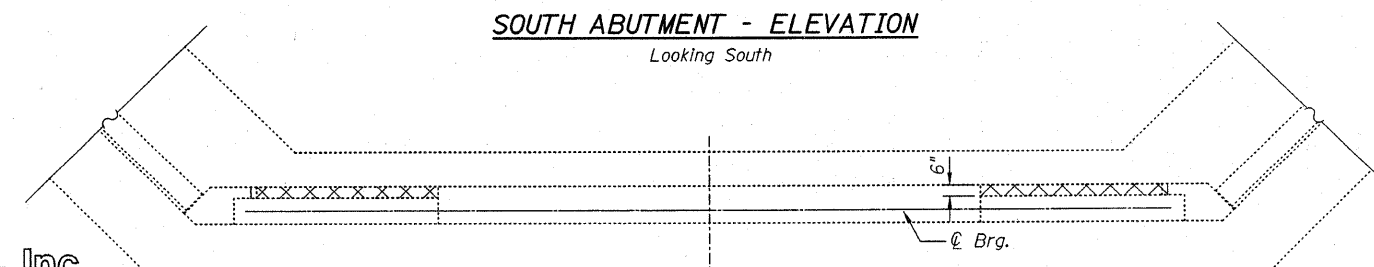 SOUTH ABUTMENT - ELEVATION
Looking South
6"
℄ Brg.
Inc